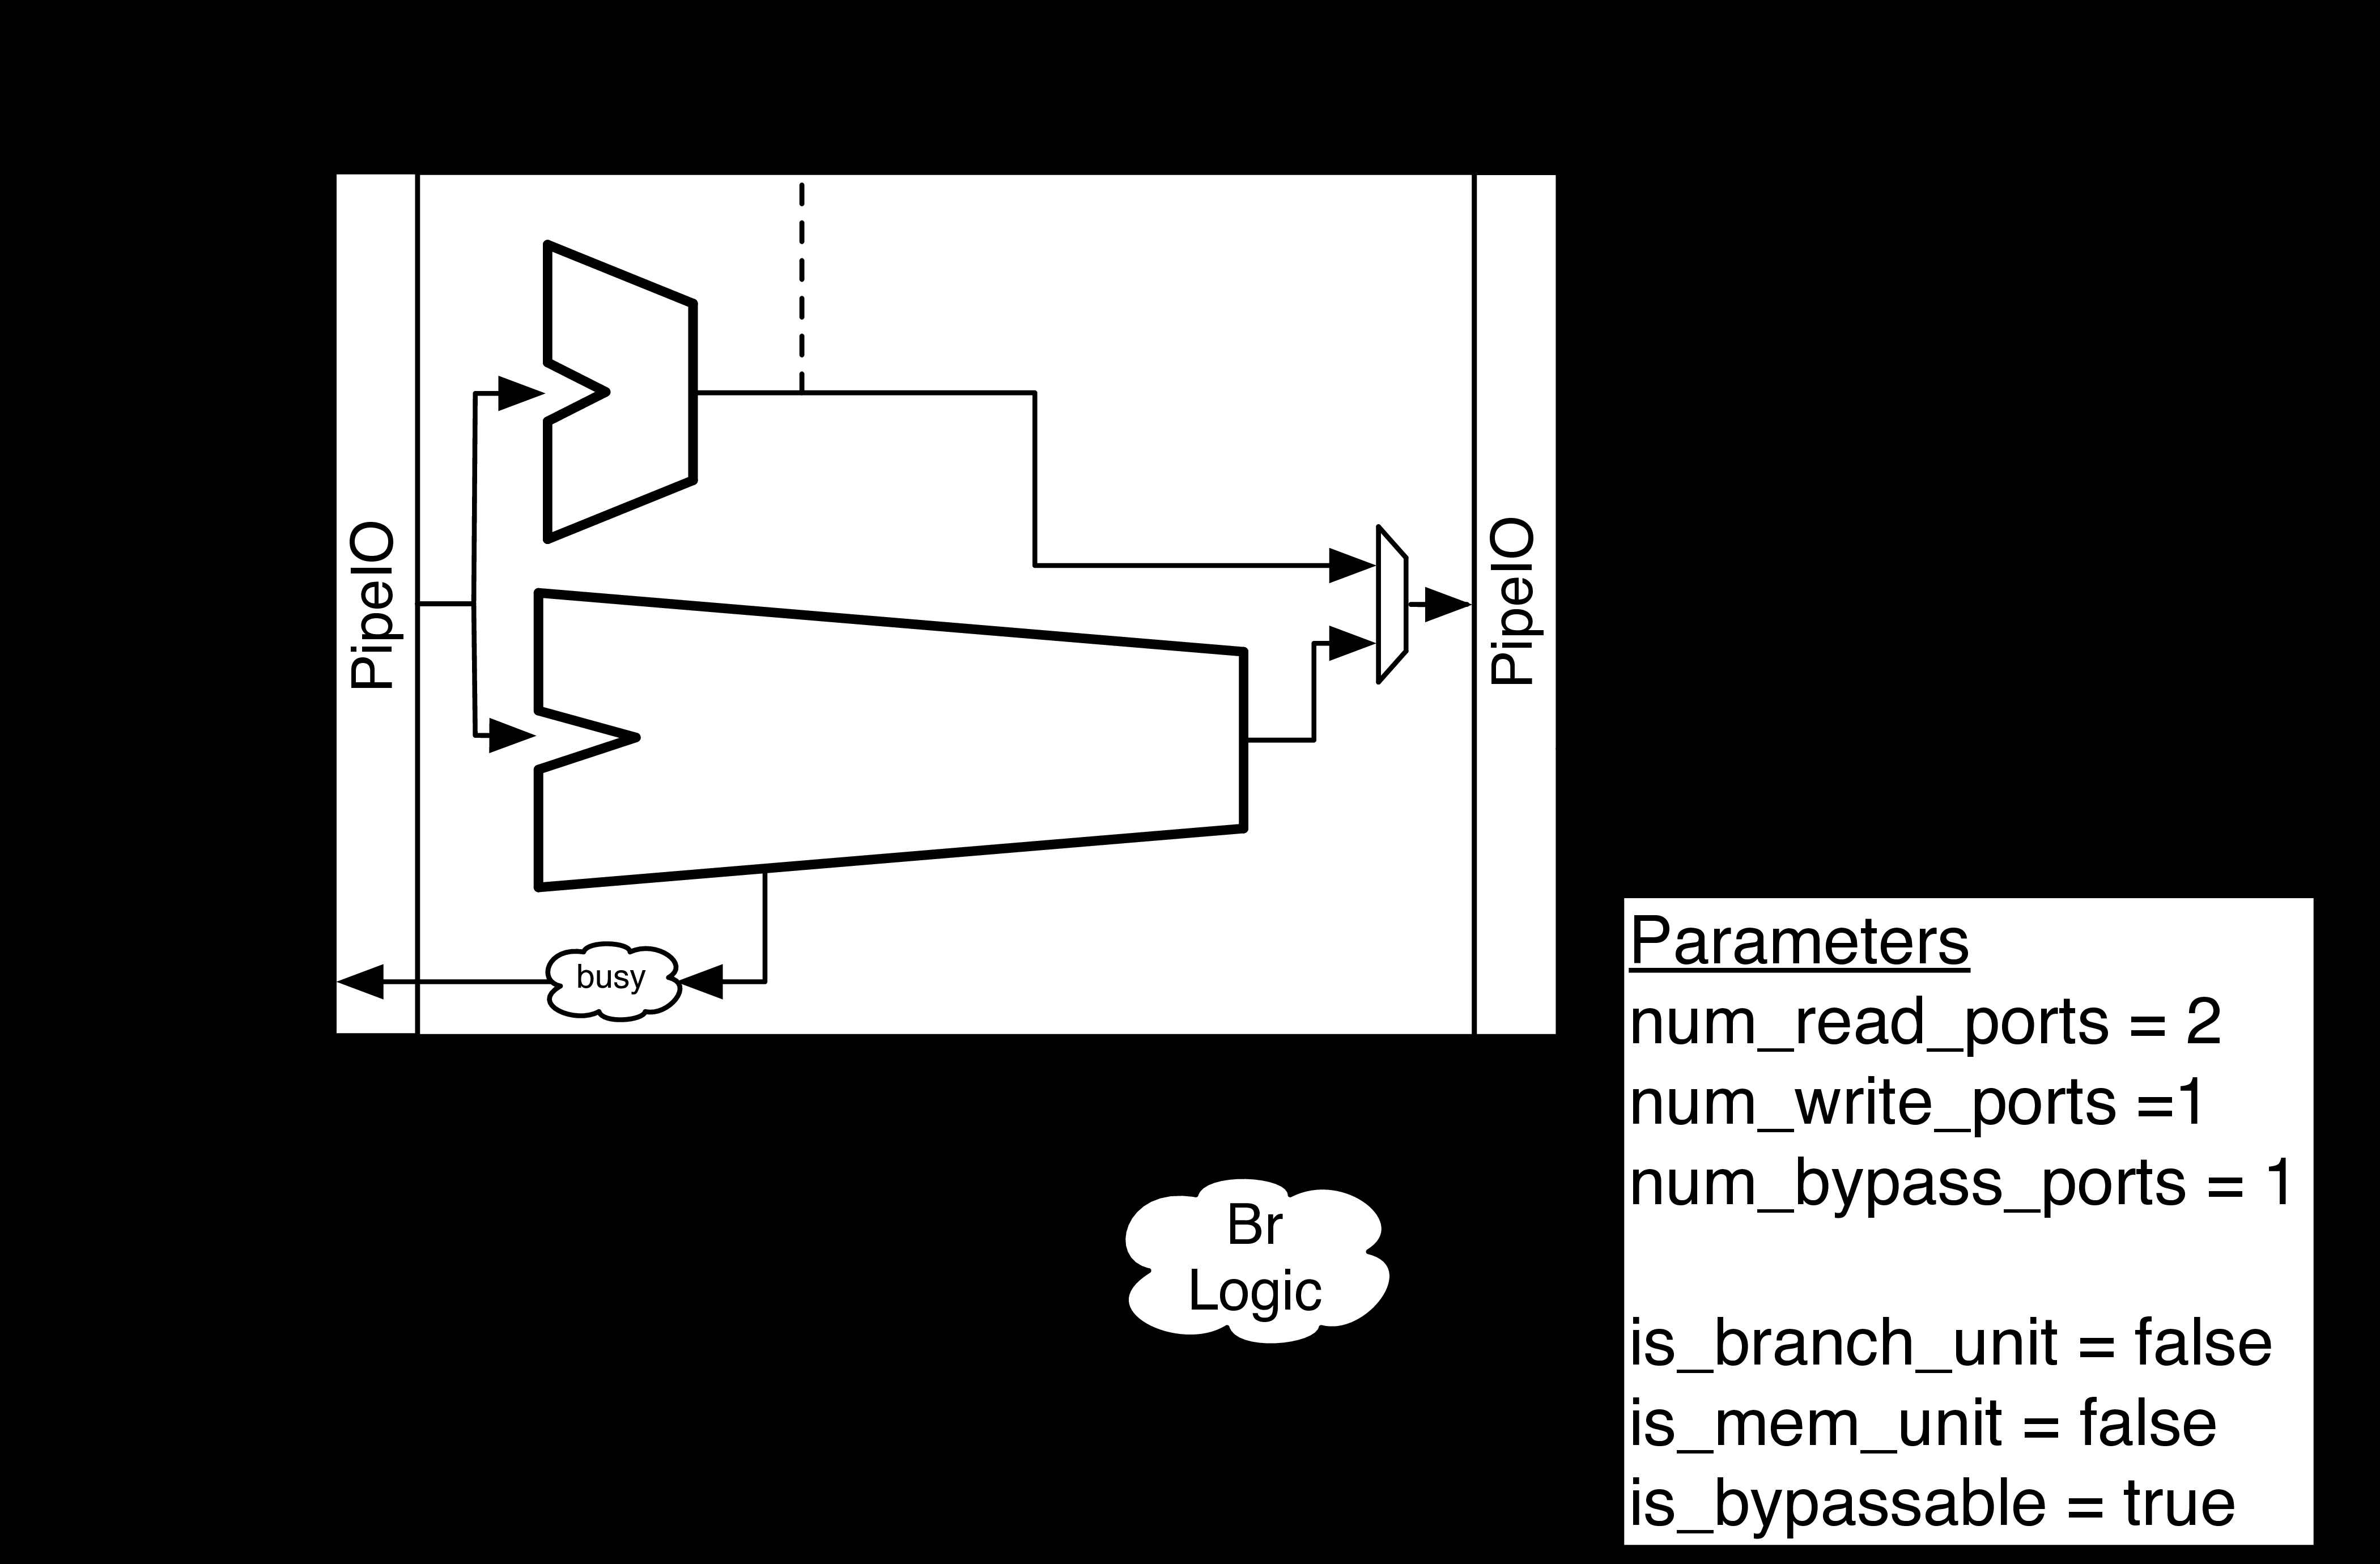 PipeIO
PipeIO
busy
Br
Logic
Parameters
num_read_ports = 2
num_write_ports =1
num_bypass_ports = 1
is_branch_unit = false
is_mem_unit = false
is_bypassable = true